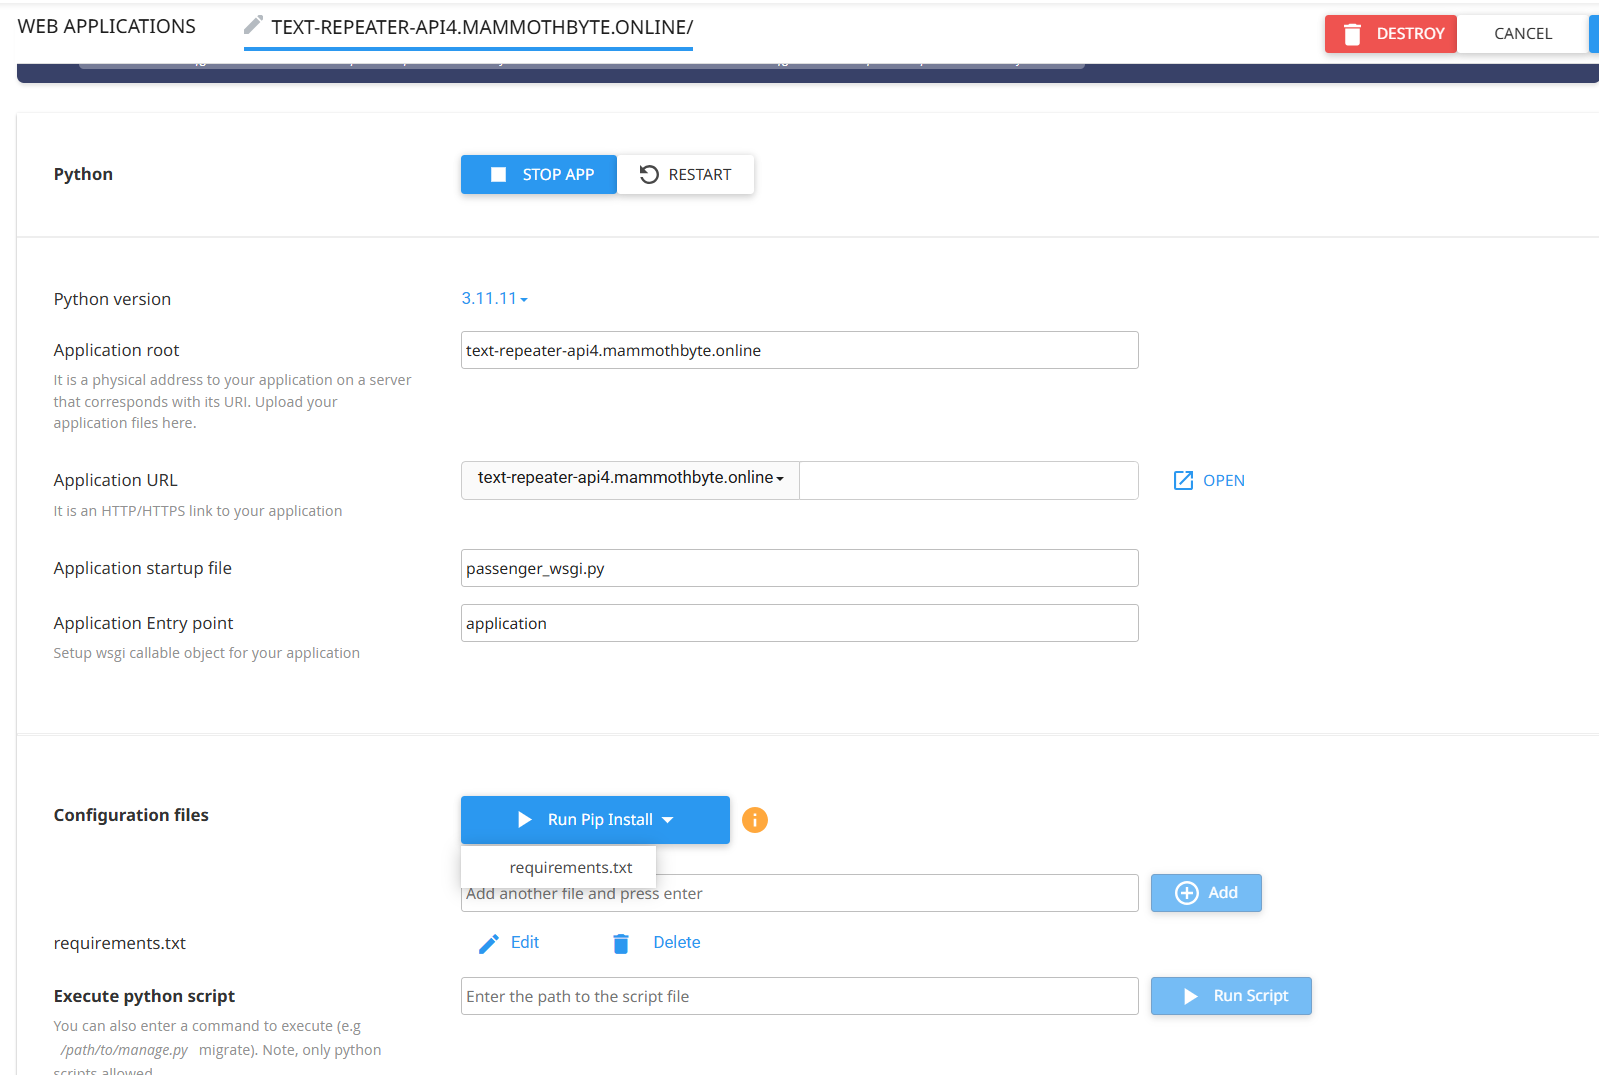 WEB APPLICATIONS
TEXT-REPEATER-API4.MAMMOTHBYTE.ONLINE/
DESTROY
CANCEL
Python
STOP APP
RESTART
Python version
3.11.11
Application root
text-repeater-api4.mammothbyte.online
It is a physical address to your application on a server
that corresponds with its URI. Upload your
application files here.
Application URL
text-repeater-api4.mammothbyte.online
OPEN
It is an HTTP/HTTPS link to your application
Application startup file
passenger_wsgi.py
Application Entry point
application
Setup wsgi callable object for your application
Configuration files
Run Pip Install
requirements.txt
Add another file and press enter
Add
requirements.txt
Edit
Delete
Execute python script
Enter the path to the script file
Run Script
You can also enter a command to execute (e.g
/path/to/manage.py migrate). Note, only python
scripts allowed